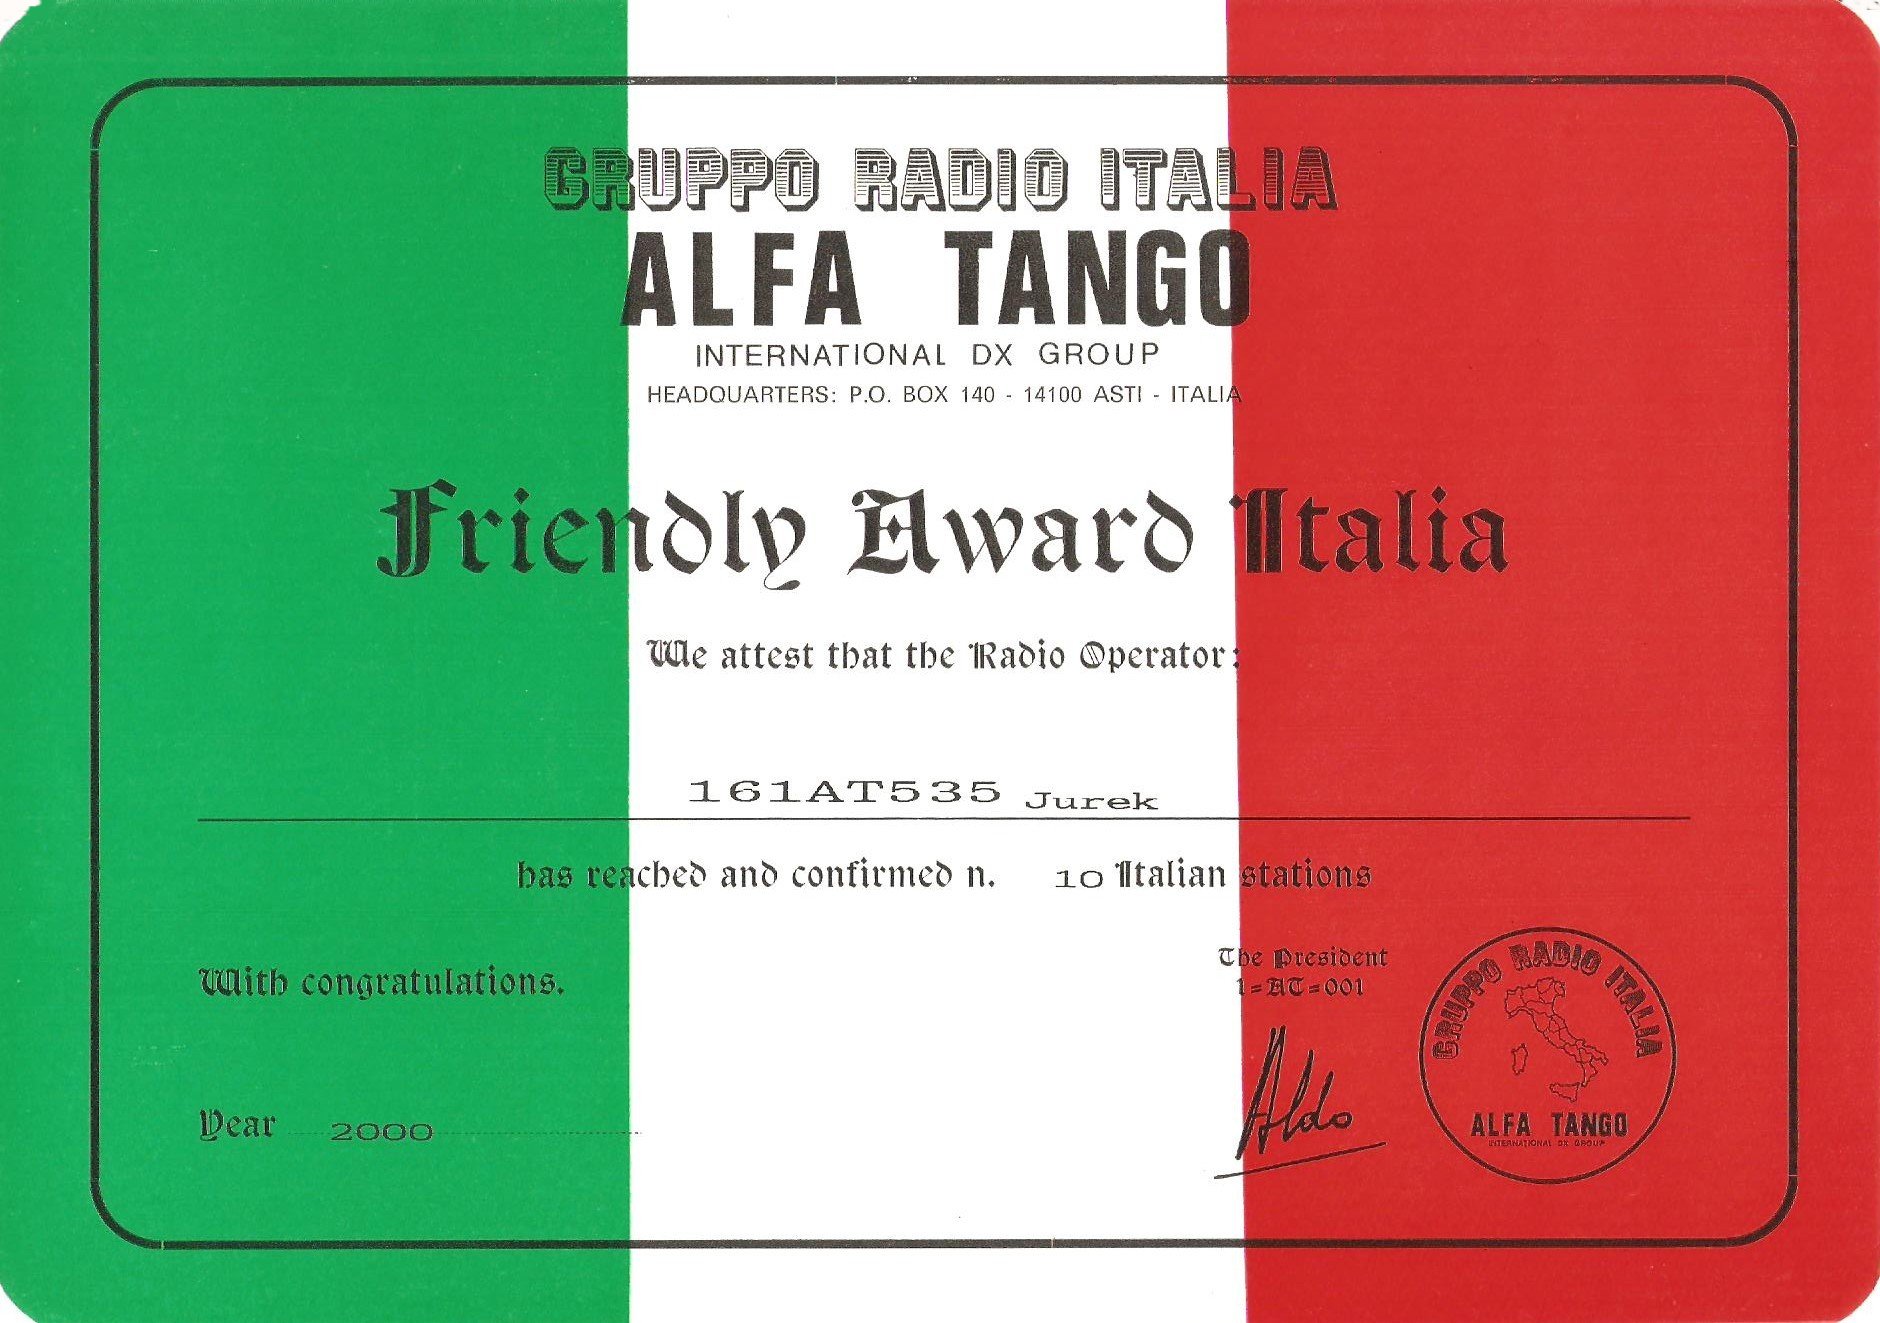 GRUPPO RADIO ITALIA
ALFA TANGO
INTERNATIONAL DX GROUP
HEADQUARTERS: P.O. BOX 140 - 14100 ASTI - ITALIA
Friendly Award Italia
We attest that the Radio Operator:
161AT535 Jurek
has reached and confirmed n. 10 Italian stations
With congratulations.
The President
1=AT=001
Aldo
Year 2000
GRUPPO RADIO ITALIA
ALFA TANGO
INTERNATIONAL DX GROUP